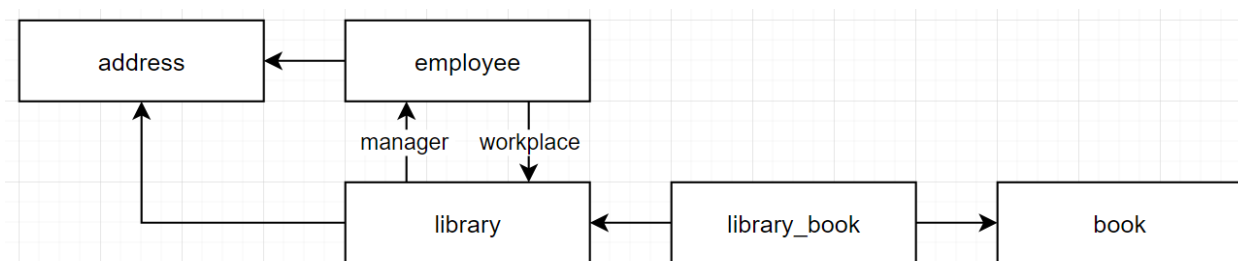 address
employee
manager
workplace
library
library_book
book